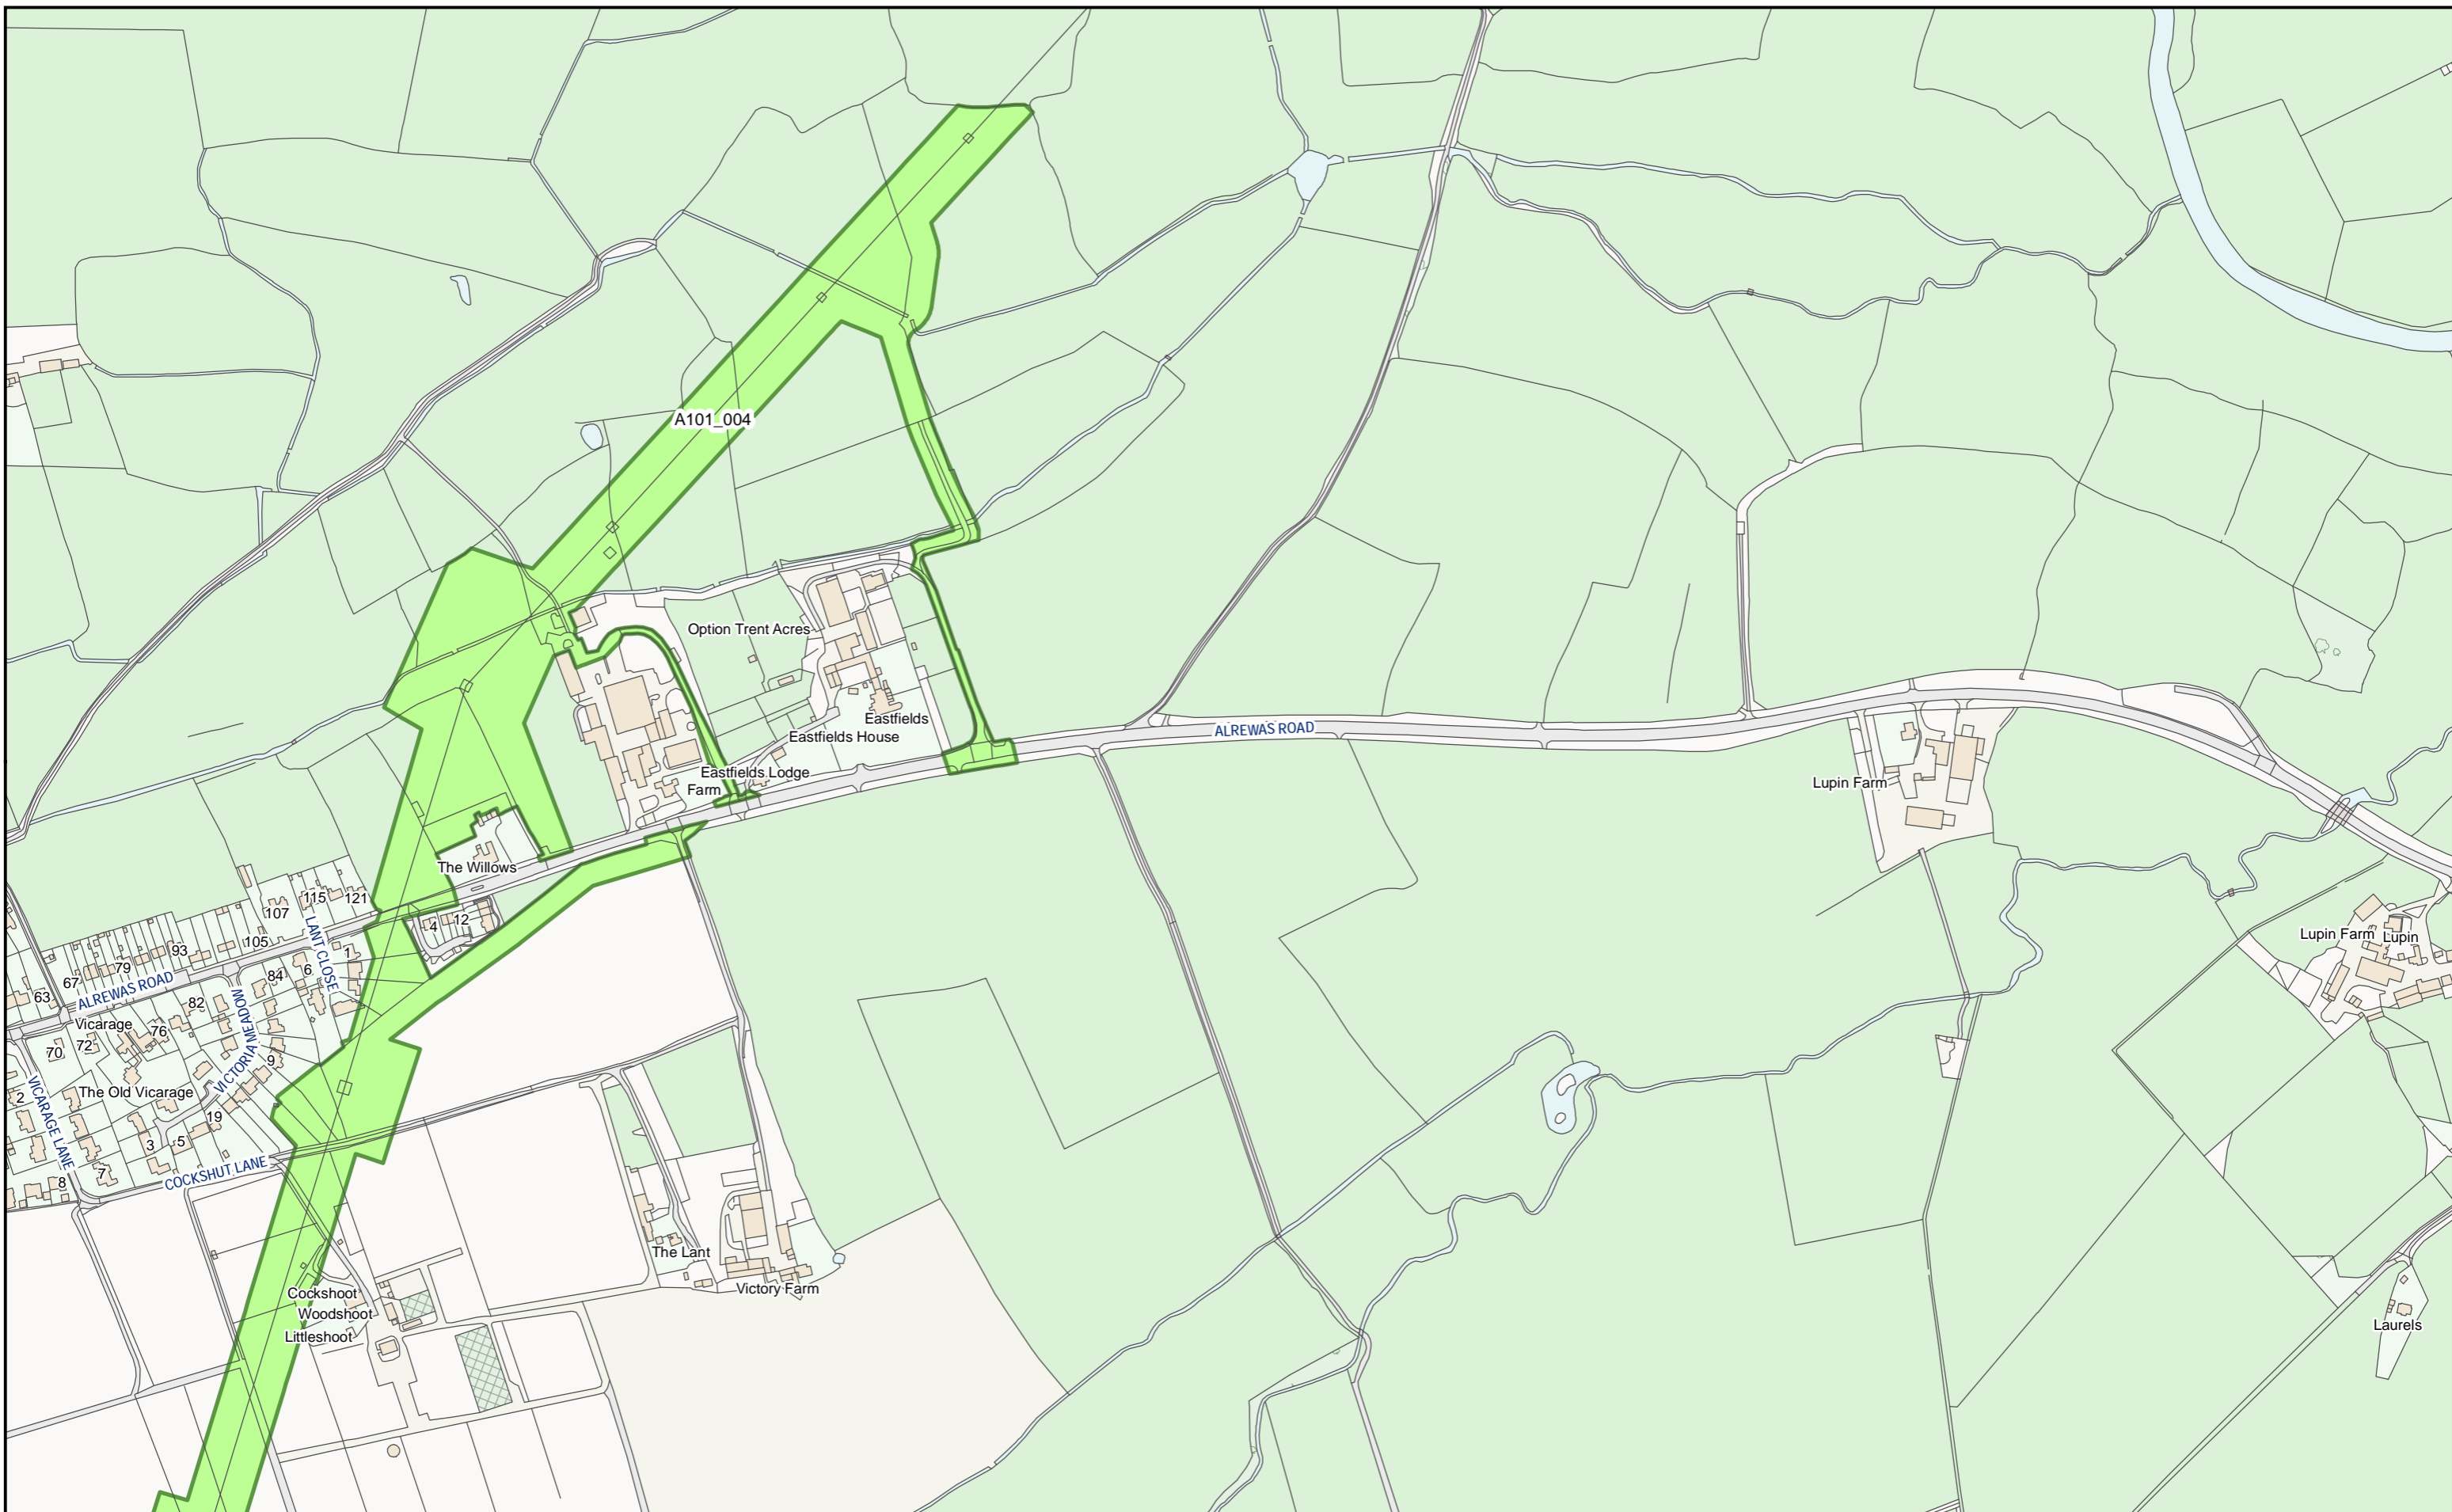 A101_004
Option Trent Acres
Eastfields
Eastfields House
ALREWAS ROAD
Eastfields Lodge
Farm
Lupin Farm
The Willows
115
121
107
4
12
LANT CLOSE
93
105
Lupin Farm
Lupin
1
79
67
6
84
63
ALREWAS ROAD
82
VICTORIA MEADOW
Vicarage
76
72
70
9
VICARAGE LANE
2
The Old Vicarage
19
3
5
7
COCKSHUT LANE
8
The Lant
Victory Farm
Cockshoot
Woodshoot
Littleshoot
Laurels